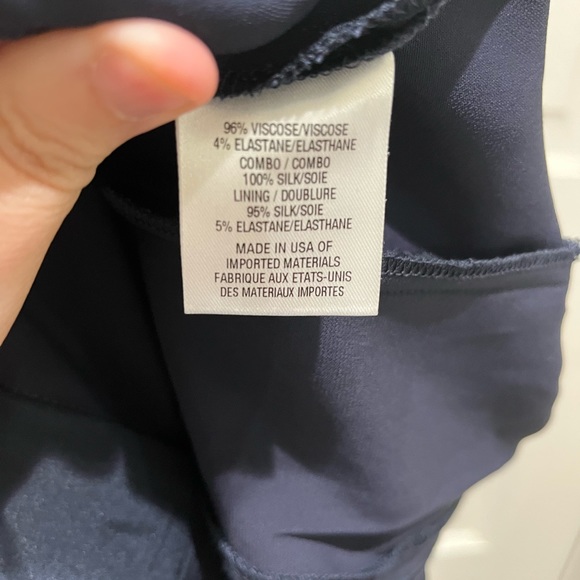 96% VISCOSE/VISCOSE
4% ELASTANE/ELASTHANE
COMBO / COMBO
100% SILK/SOIE
LINING / DOUBLURE
95% SILK/SOIE
5% ELASTANE/ELASTHANE
MADE IN USA OF
IMPORTED MATERIALS
FABRIQUE AUX ETATS-UNIS
DES MATERIAUX IMPORTES